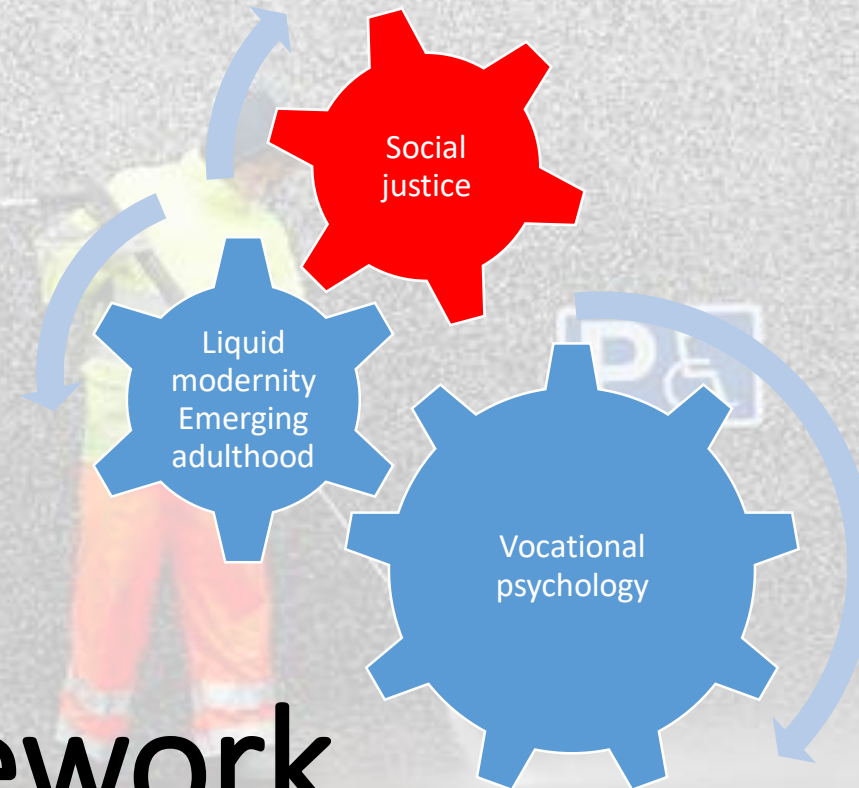 Social
justice
Liquid
modernity
Emerging
adulthood
P
Vocational
psychology
ework